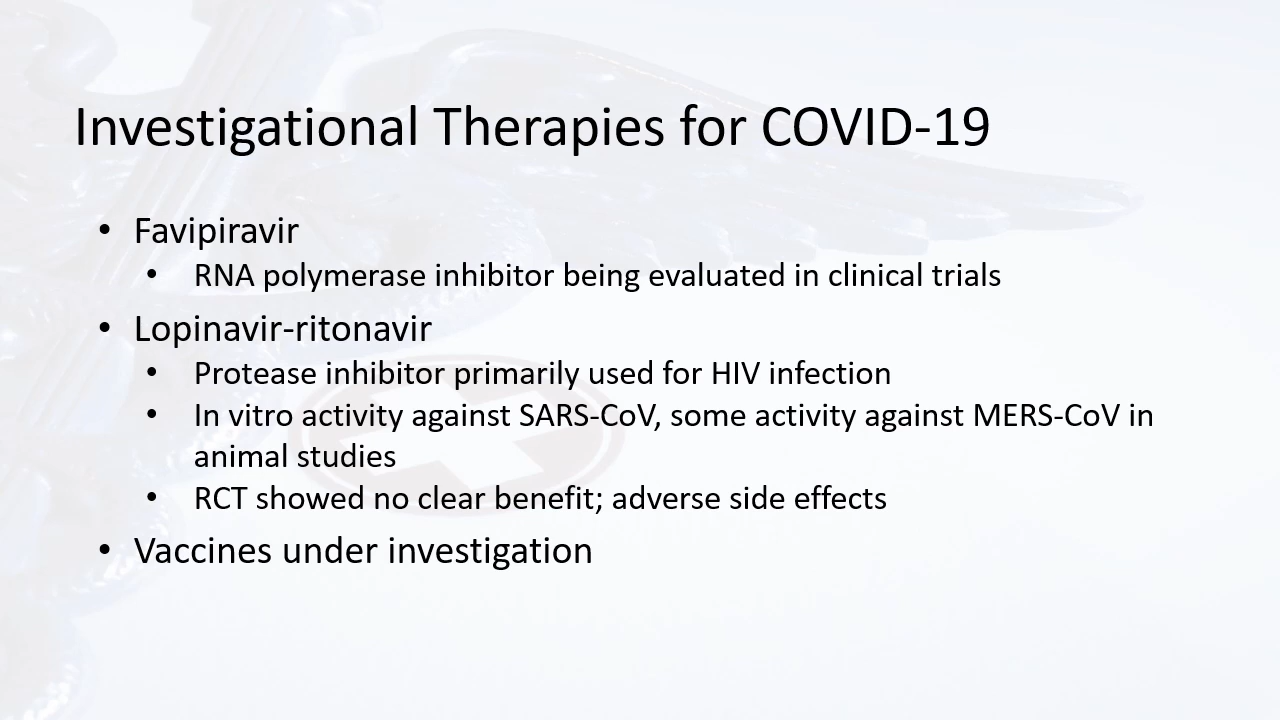 Investigational Therapies for COVID-19
• Favipiravir
• RNA polymerase inhibitor being evaluated in clinical trials
• Lopinavir-ritonavir
• Protease inhibitor primarily used for HIV infection
• In vitro activity against SARS-CoV, some activity against MERS-CoV in
animal studies
• RCT showed no clear benefit; adverse side effects
• Vaccines under investigation